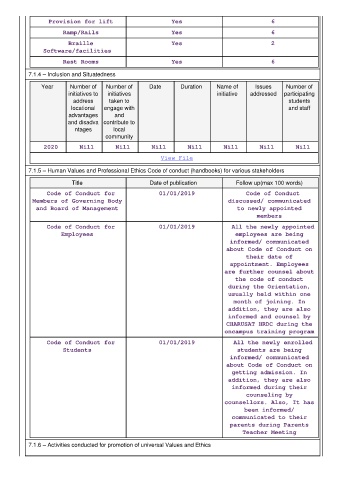 Provision for lift Yes 6
Ramp/Rails Yes 6
Braille Software/facilities Yes 2
Rest Rooms Yes 6
7.1.4 – Inclusion and Situatedness
Year
Number of initiatives to address locational advantages and disadva ntages
Number of initiatives taken to engage with and contribute to local community
Date
Duration
Name of initiative
Issues addressed
Number of participating students and staff
2020 Nill Nill Nill Nill Nill Nill Nill
View File
7.1.5 – Human Values and Professional Ethics Code of conduct (handbooks) for various stakeholders
Title Date of publication Follow up(max 100 words)
Code of Conduct for
Members of Governing Body
and Board of Management
01/01/2019
Code of Conduct
discussed/ communicated
to newly appointed
members
Code of Conduct for
Employees
01/01/2019
All the newly appointed
employees are being
informed/ communicated
about Code of Conduct on
their date of
appointment. Employees
are further counsel about
the code of conduct
during the Orientation,
usually held within one
month of joining. In
addition, they are also
informed and counsel by
CHARUSAT HRDC during the
oncampus training program
Code of Conduct for
Students
01/01/2019
All the newly enrolled
students are being
informed/ communicated
about Code of Conduct on
getting admission. In
addition, they are also
informed during their
counseling by
counsellors. Also, It has
been informed/
communicated to their
parents during Parents
Teacher Meeting
7.1.6 – Activities conducted for promotion of universal Values and Ethics